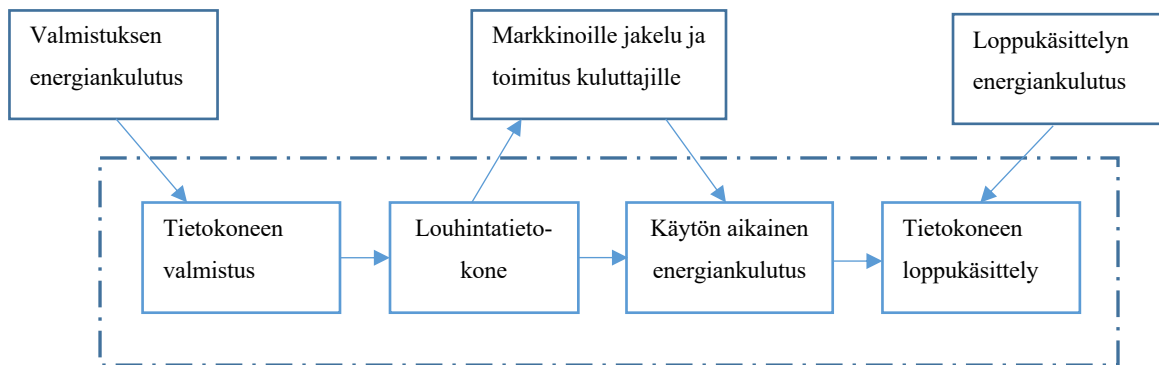 Valmistuksen
energiankulutus
Markkinoille jakelu ja
toimitus kuluttajille
Loppukäsittelyn
energiankulutus
Tietokoneen
valmistus
Louhintatieto-
kone
Käytön aikainen
energiankulutus
Tietokoneen
loppukäsittely